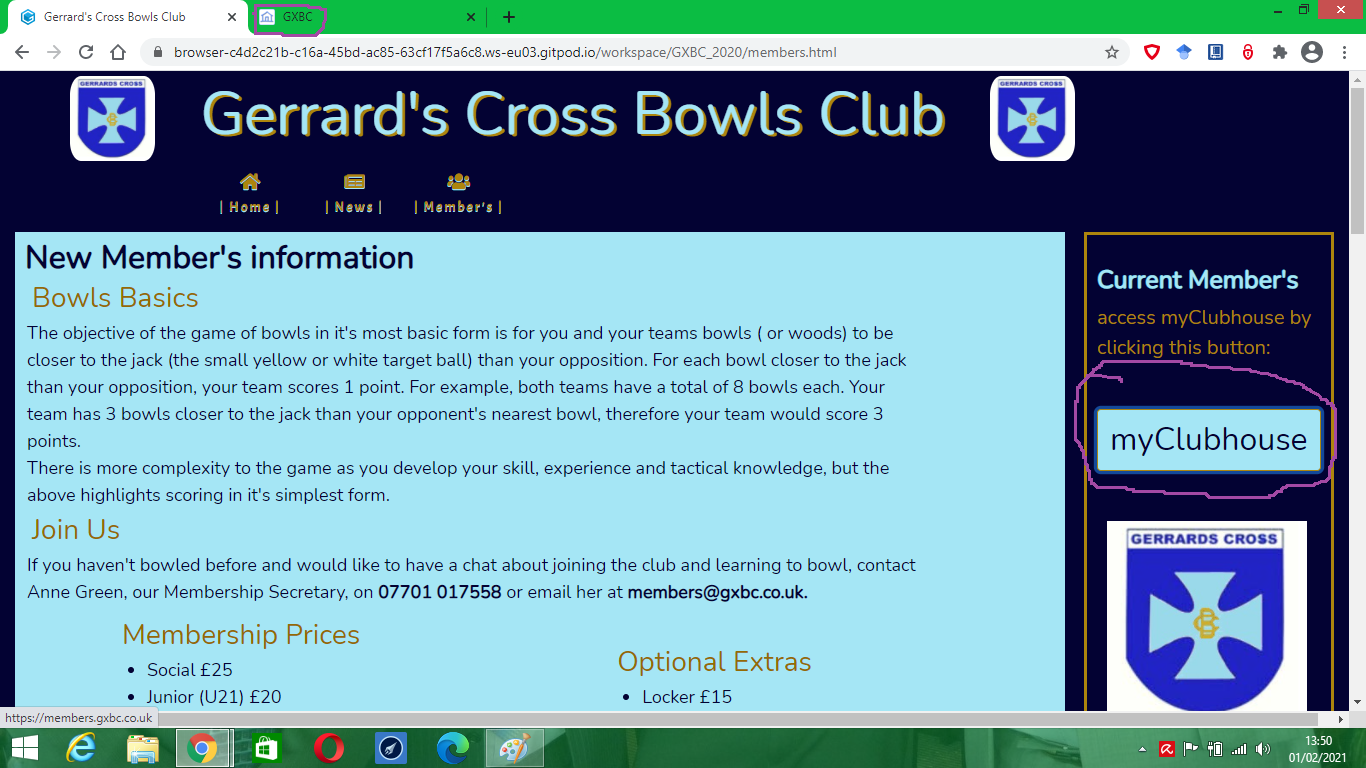 Gerrard's Cross Bowls Club
GXBC
browser-c4d2c21b-c16a-45bd-ac85-63cf17f5a6c8.ws-eu03.gitpod.io/workspace/GXBC_2020/members.html
GERRARDS CROSS
Gerrard's Cross Bowls Club
GERRARDS CROSS
| Home |
| News |
| Member's |
New Member's information
Bowls Basics
The objective of the game of bowls in it's most basic form is for you and your teams bowls ( or woods) to be
closer to the jack (the small yellow or white target ball) than your opposition. For each bowl closer to the jack
than your opposition, your team scores 1 point. For example, both teams have a total of 8 bowls each. Your
team has 3 bowls closer to the jack than your opponent's nearest bowl, therefore your team would score 3
points.
There is more complexity to the game as you develop your skill, experience and tactical knowledge, but the
above highlights scoring in it's simplest form.
Join Us
If you haven't bowled before and would like to have a chat about joining the club and learning to bowl, contact
Anne Green, our Membership Secretary, on 07701 017558 or email her at members@gxbc.co.uk.
Membership Prices
• Social £25
• Junior (U21) £20
Optional Extras
• Locker £15
Current Member's
access myClubhouse by
clicking this button:
myClubhouse
GERRARDS CROSS
https://members.gxbc.co.uk
13:50
01/02/2021